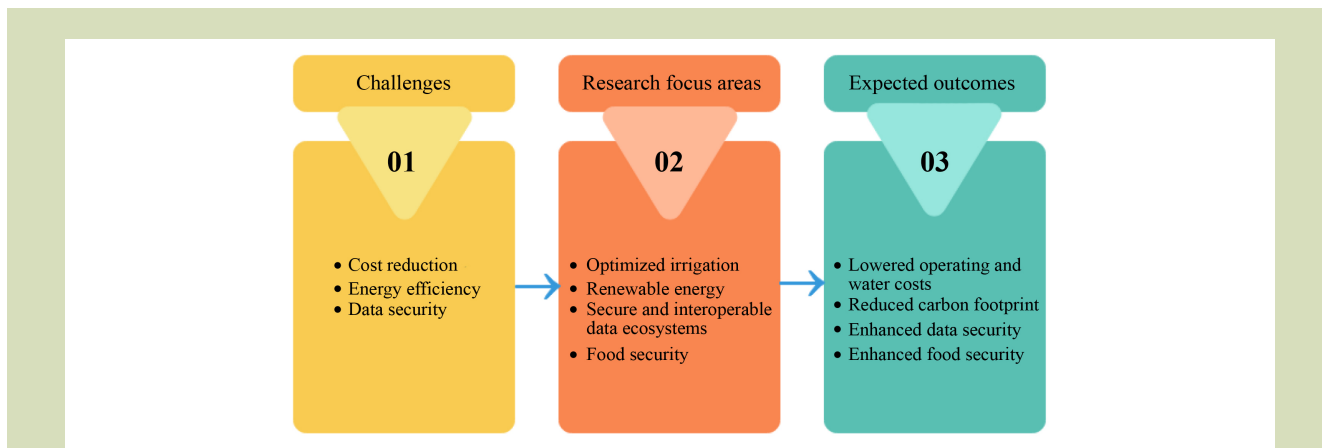 Challenges
01
• Cost reduction
• Energy efficiency
• Data security
Research focus areas
02
• Optimized irrigation
• Renewable energy
• Secure and interoperable
data ecosystems
• Food security
Expected outcomes
03
• Lowered operating and
water costs
• Reduced carbon footprint
• Enhanced data security
• Enhanced food security